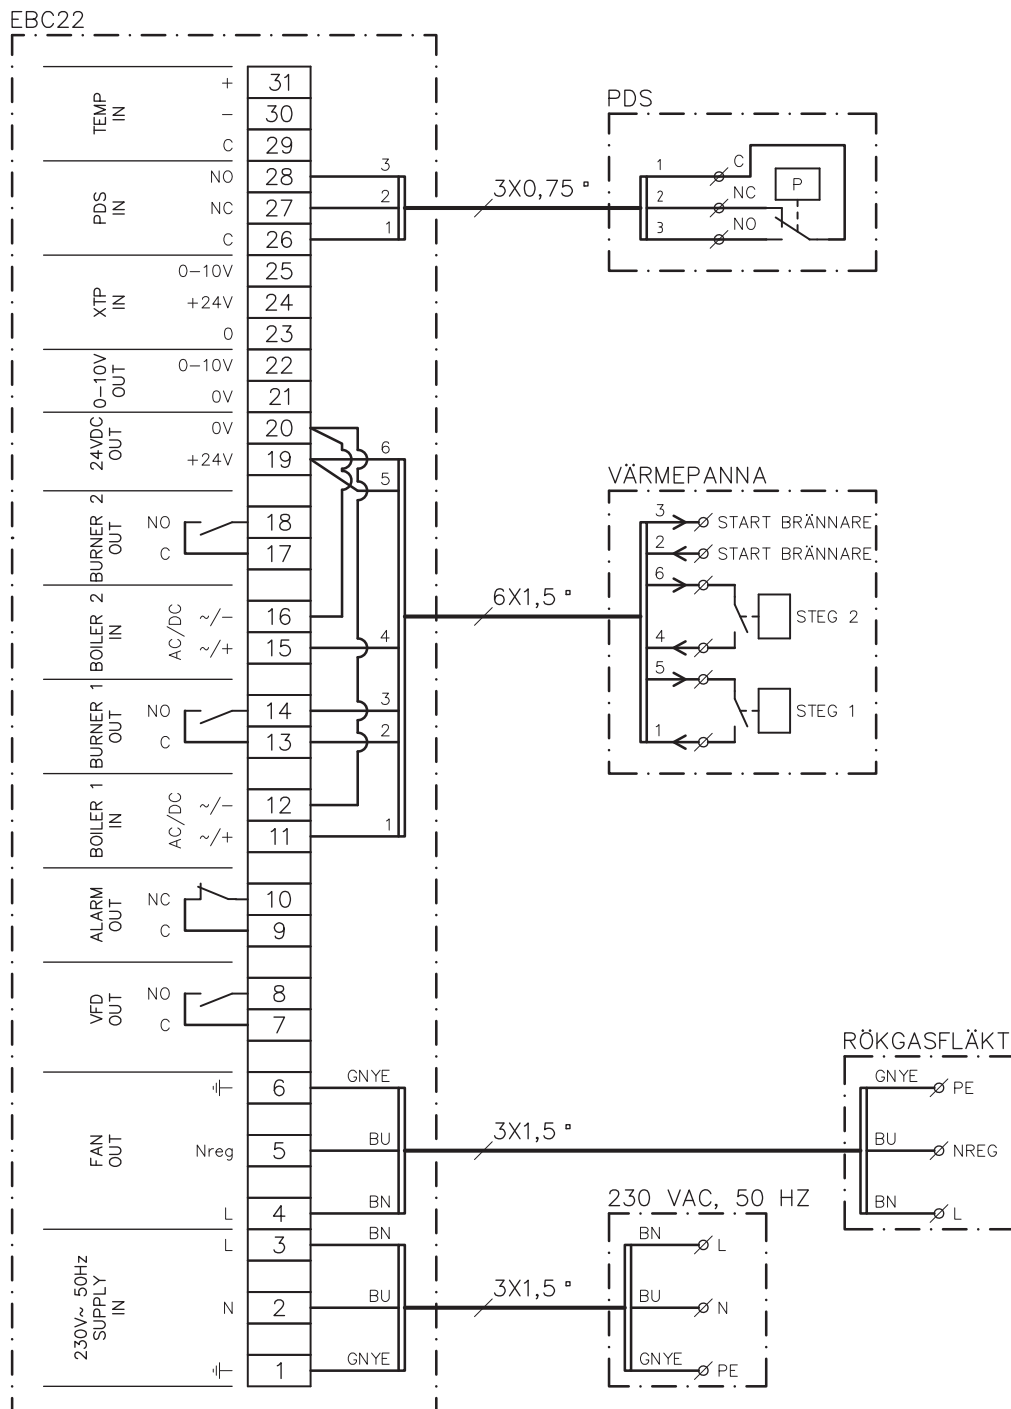 EBC22
TEMP IN
+ 31
- 30
C 29
PDS IN
NO 28 3
NC 27 2
C 26 1
3X0,75 ▫
PDS
1 C
2 NC
3 NO
P
XTP IN
0-10V 25
+24V 24
0 23
0-10V OUT
0-10V 22
0V 21
24VDC OUT
0V 20
+24V 19 6
5
BURNER 2 OUT
NO 18
C 17
BOILER 2 IN
AC/DC
~/- 16
~/+ 15 4
6X1,5 ▫
VÄRMEPANNA
3 START BRÄNNARE
2 START BRÄNNARE
6
STEG 2
4
5
STEG 1
1
BURNER 1 OUT
NO 14 3
C 13 2
BOILER 1 IN
AC/DC
~/- 12
~/+ 11 1
ALARM OUT
NC 10
C 9
VFD OUT
NO 8
C 7
FAN OUT
6 GNYE
Nreg 5 BU
L 4 BN
3X1,5 ▫
RÖKGASFLÄKT
GNYE PE
BU NREG
BN L
230V~ 50Hz SUPPLY IN
L 3 BN
N 2 BU
1 GNYE
3X1,5 ▫
230 VAC, 50 HZ
BN L
BU N
GNYE PE